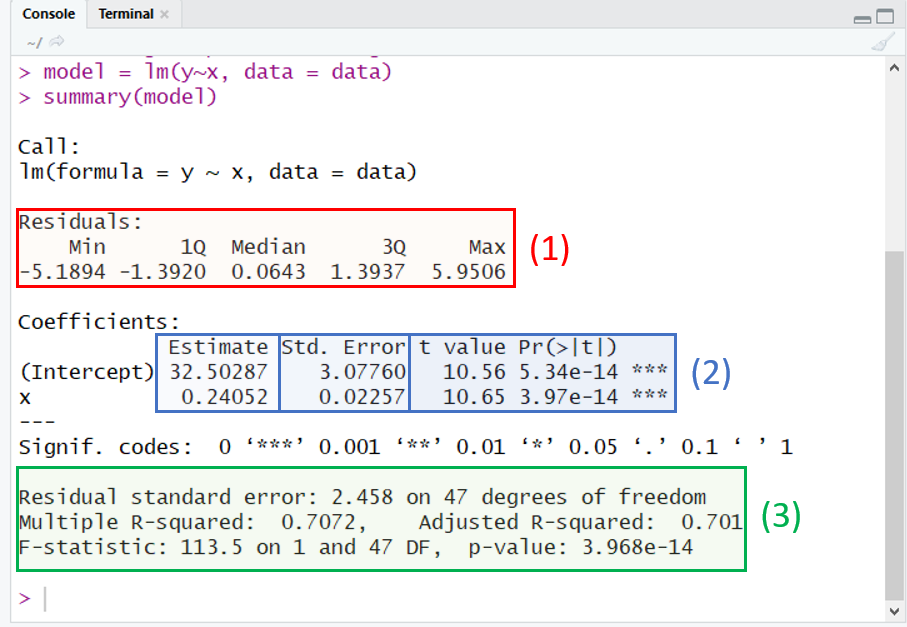 Console Terminal
~/
> model = lm(y~x, data = data)
> summary(model)
Call:
lm(formula = y ~ x, data = data)
Residuals:
Min 1Q Median 3Q Max
-5.1894 -1.3920 0.0643 1.3937 5.9506
(1)
Coefficients:
Estimate Std. Error t value Pr(>|t|)
(Intercept) 32.50287 3.07760 10.56 5.34e-14 ***
x 0.24052 0.02257 10.65 3.97e-14 ***
(2)
---
Signif. codes: 0 ‘***’ 0.001 ‘**’ 0.01 ‘*’ 0.05 ‘.’ 0.1 ‘ ’ 1
Residual standard error: 2.458 on 47 degrees of freedom
Multiple R-squared: 0.7072, Adjusted R-squared: 0.701
F-statistic: 113.5 on 1 and 47 DF, p-value: 3.968e-14
(3)
>